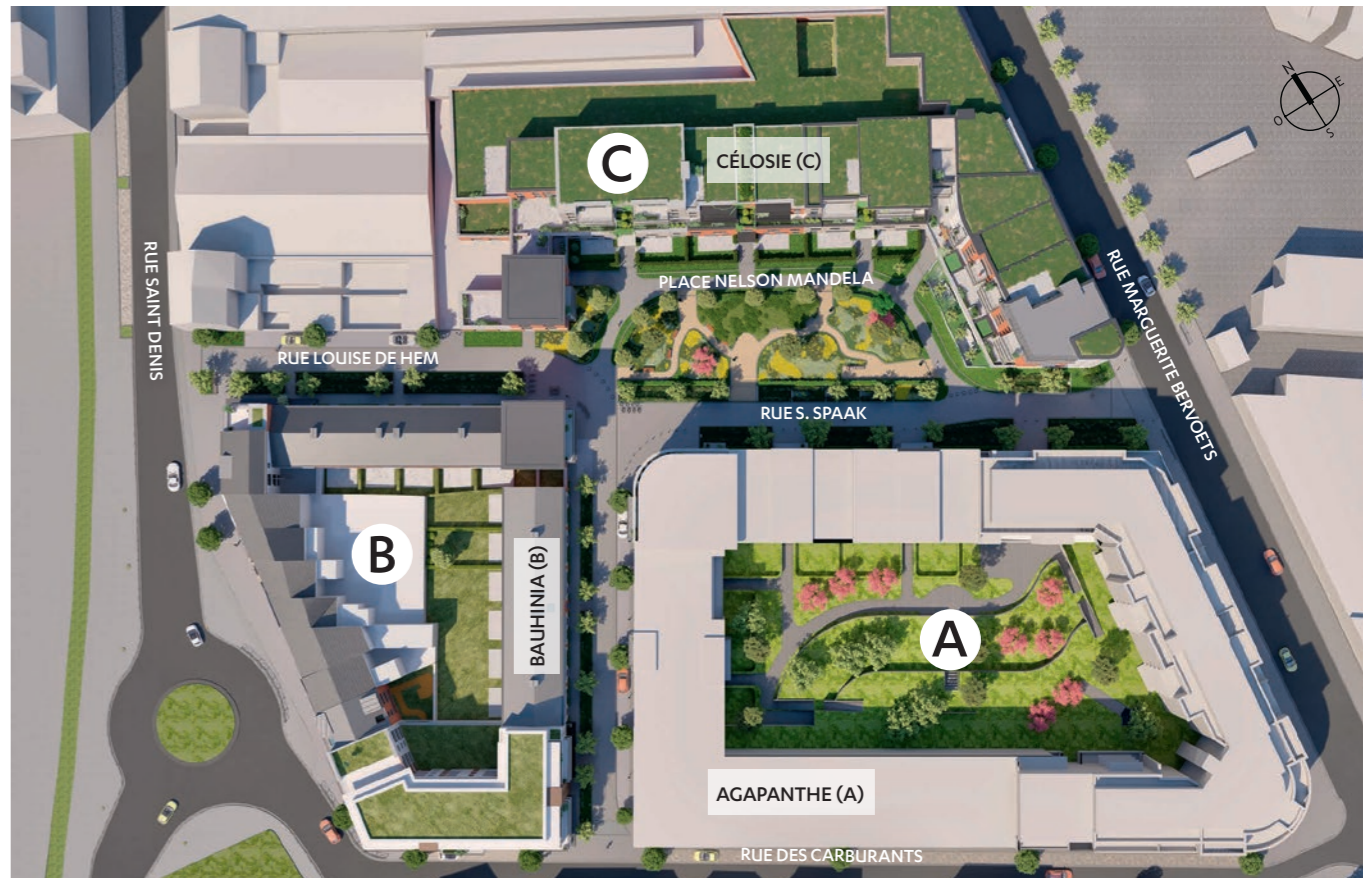 N
E
O
S
C
CÉLOSIE (C)
PLACE NELSON MANDELA
RUE SAINT DENIS
RUE LOUISE DE HEM
RUE S. SPAAK
RUE MARGUERITE BERVOETS
B
BAUHINIA (B)
A
AGAPANTHE (A)
RUE DES CARBURANTS